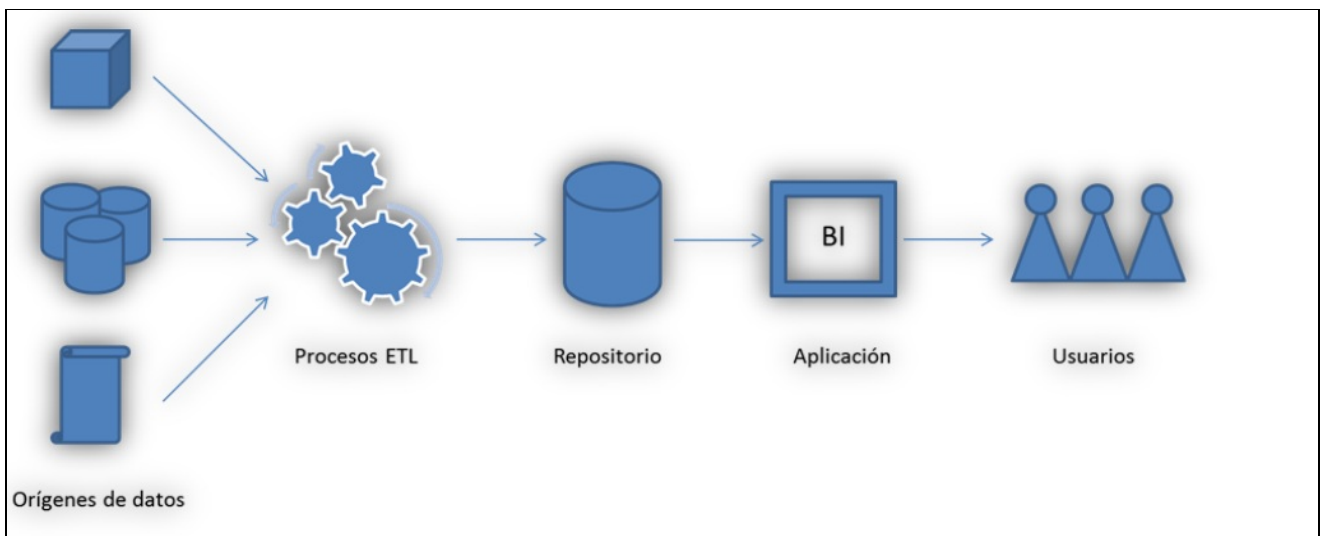 BI
Procesos ETL
Repositorio
Aplicación
Usuarios
Orígenes de datos